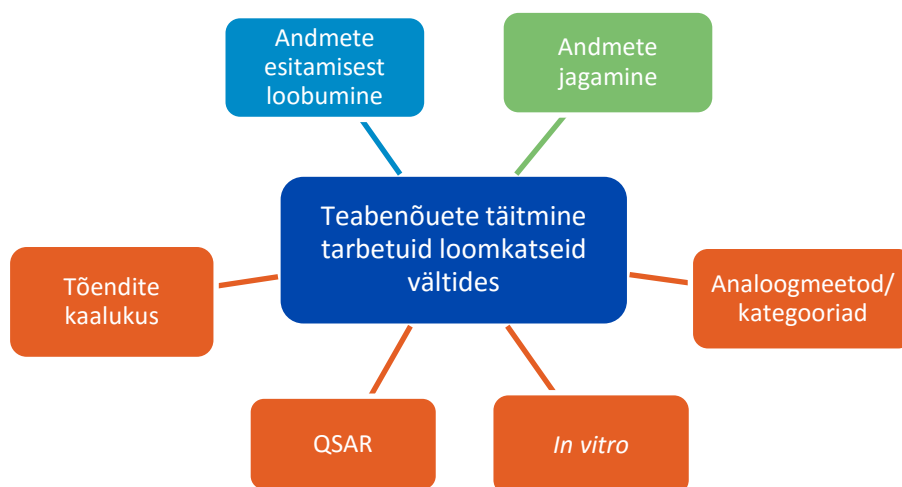 Andmete
esitamisest
loobumine
Andmete
jagamine
Teabenõuete täitmine
tarbetuid loomkatseid
vältides
Tõendite
kaalukus
Analoogmeetod/
kategooriad
QSAR
In vitro